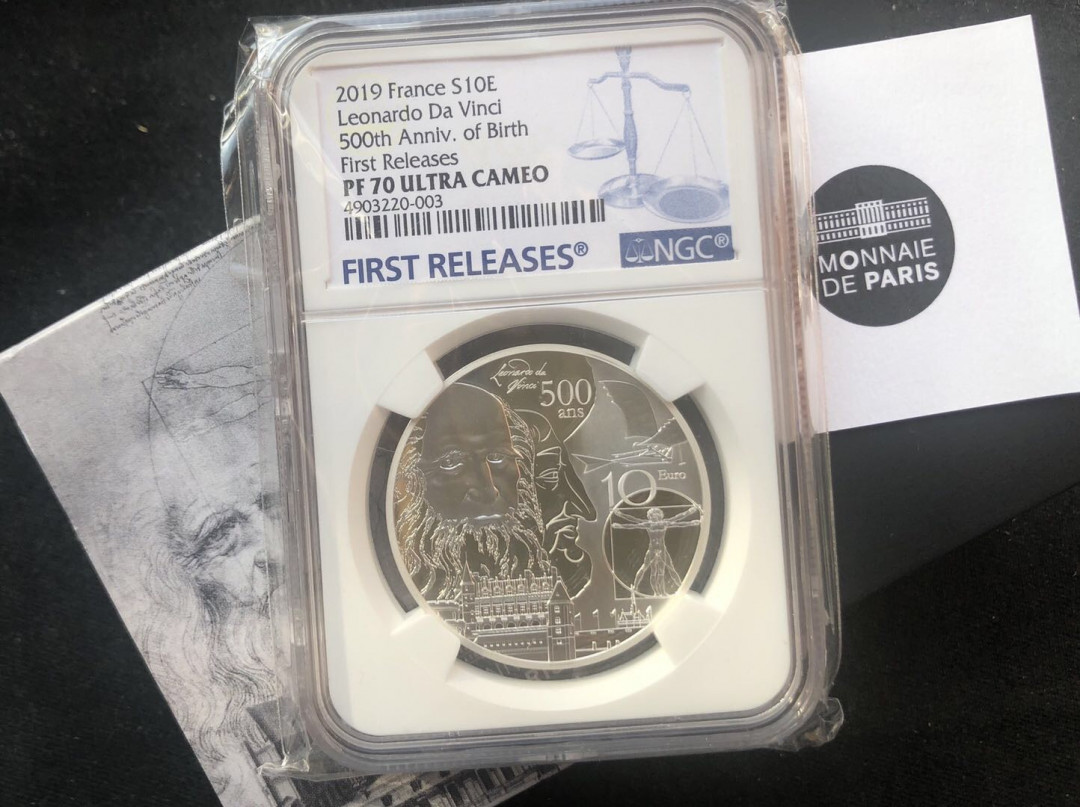 2019 France S10E
Leonardo Da Vinci
500th Anniv. of Birth
First Releases
PF 70 ULTRA CAMEO
4903220-003
FIRST RELEASES®
NGC®
MONNAIE
DE PARIS
Leonardo da
Vinci
500
ans
10 Euro